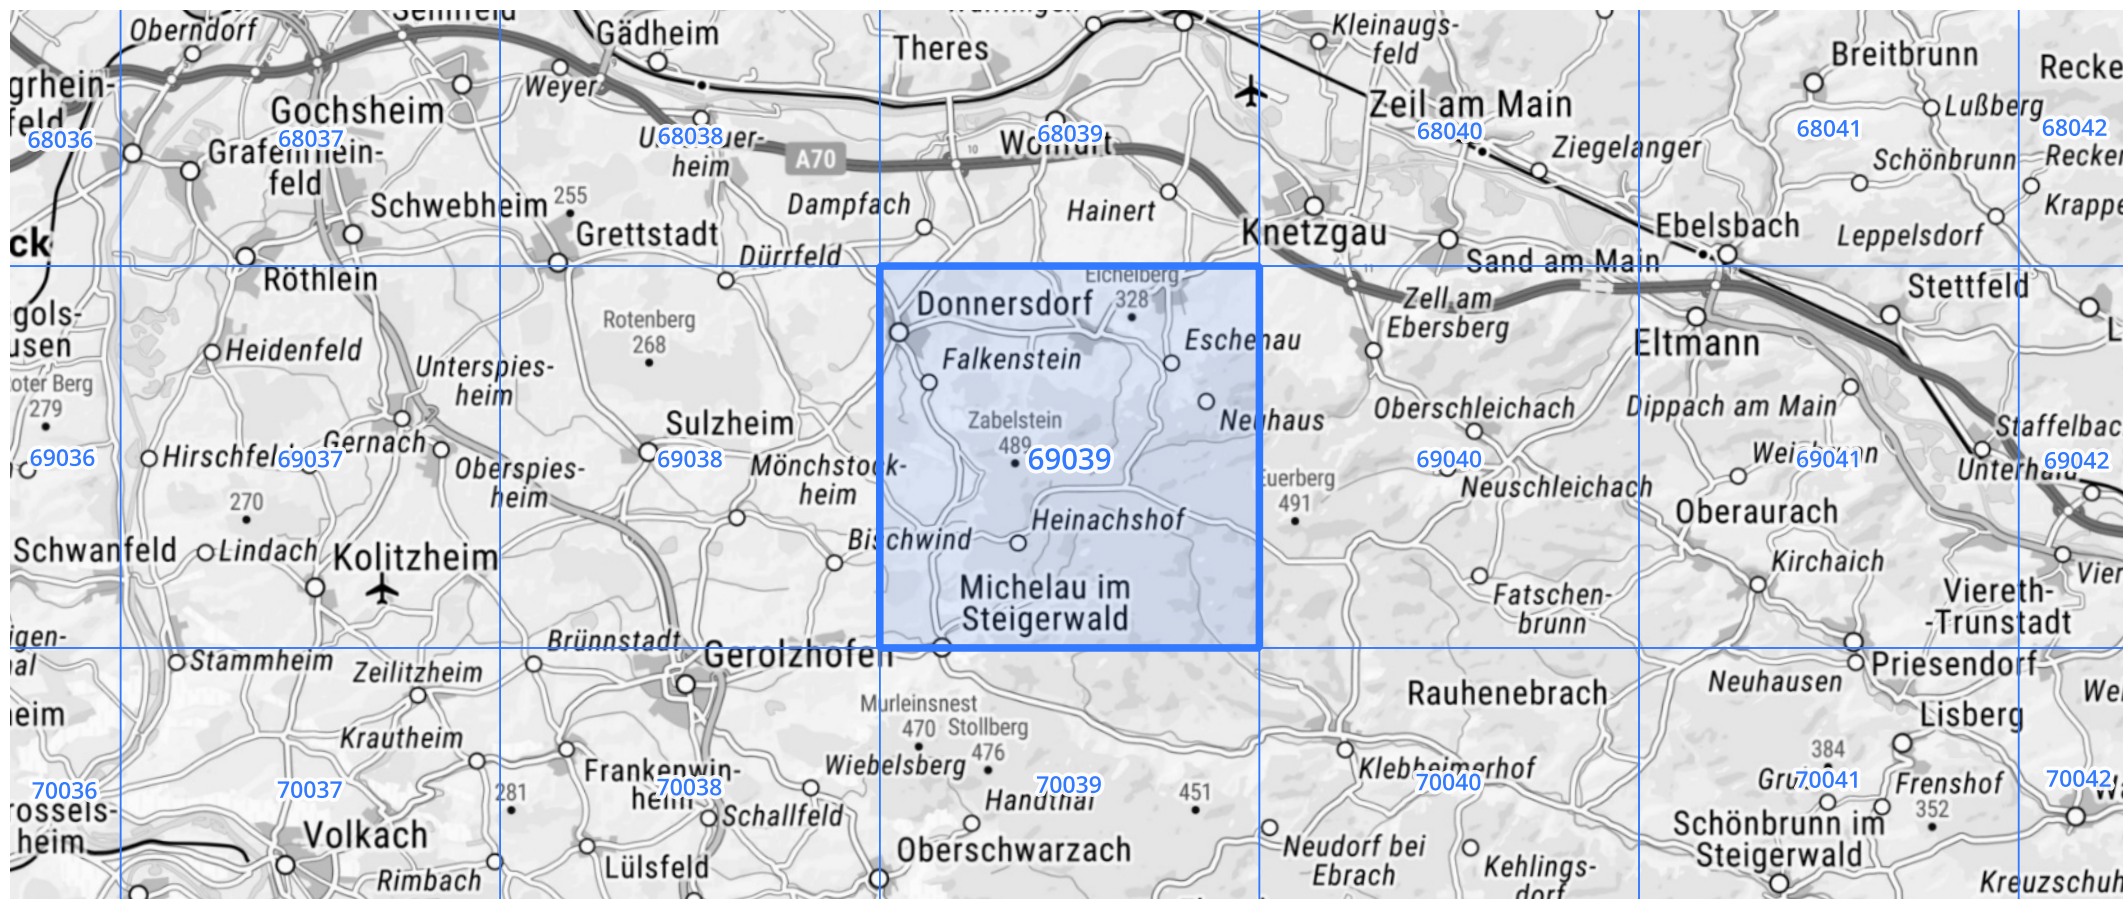 Oberndorf
Gädheim
Theres
Kleinaugs-
feld
Breitbrunn
Weyer
Gochsheim
Zeil am Main
Lußberg
68036
68037
68038
68039
68040
68041
68042
Grafenrhein-
feld
heim
A70
10
Ziegelanger
Schönbrunn
Schwebheim
255
Dampfach
Hainert
Grettstadt
Knetzgau
Ebelsbach
Leppelsdorf
Röthlein
Dürrfeld
Sand am Main
Eichelberg
328
Donnersdorf
11
Zell am
Ebersberg
Stettfeld
Rotenberg
268
Heidenfeld
Eschenau
Eltmann
Falkenstein
Unterspies-
heim
279
Sulzheim
Zabelstein
489
Neuhaus
Oberschleichach
Dippach am Main
Gernach
69036
69037
69038
69039
69040
69041
69042
Oberspies-
heim
Mönchstock-
heim
491
Neuschleichach
270
Schwanfeld
Lindach
Kolitzheim
Bischwind
Heinachshof
Oberaurach
Kirchaich
Michelau im
Steigerwald
Fatschen-
brunn
Viereth-
-Trunstadt
Stammheim
Brünnstadt
Gerolzhofen
Zeilitzheim
Priesendorf
Neuhausen
Rauhenebrach
Murleinsnest
470
Stollberg
476
Lisberg
Krautheim
Wiebelsberg
Klebheimerhof
384
70036
70037
70038
70039
70040
70041
70042
281
Handthal
451
Frenshof
352
Schallfeld
Volkach
Oberschwarzach
Schönbrunn im
Steigerwald
Neudorf bei
Ebrach
Rimbach
Lülsfeld
Kehlings-
dorf